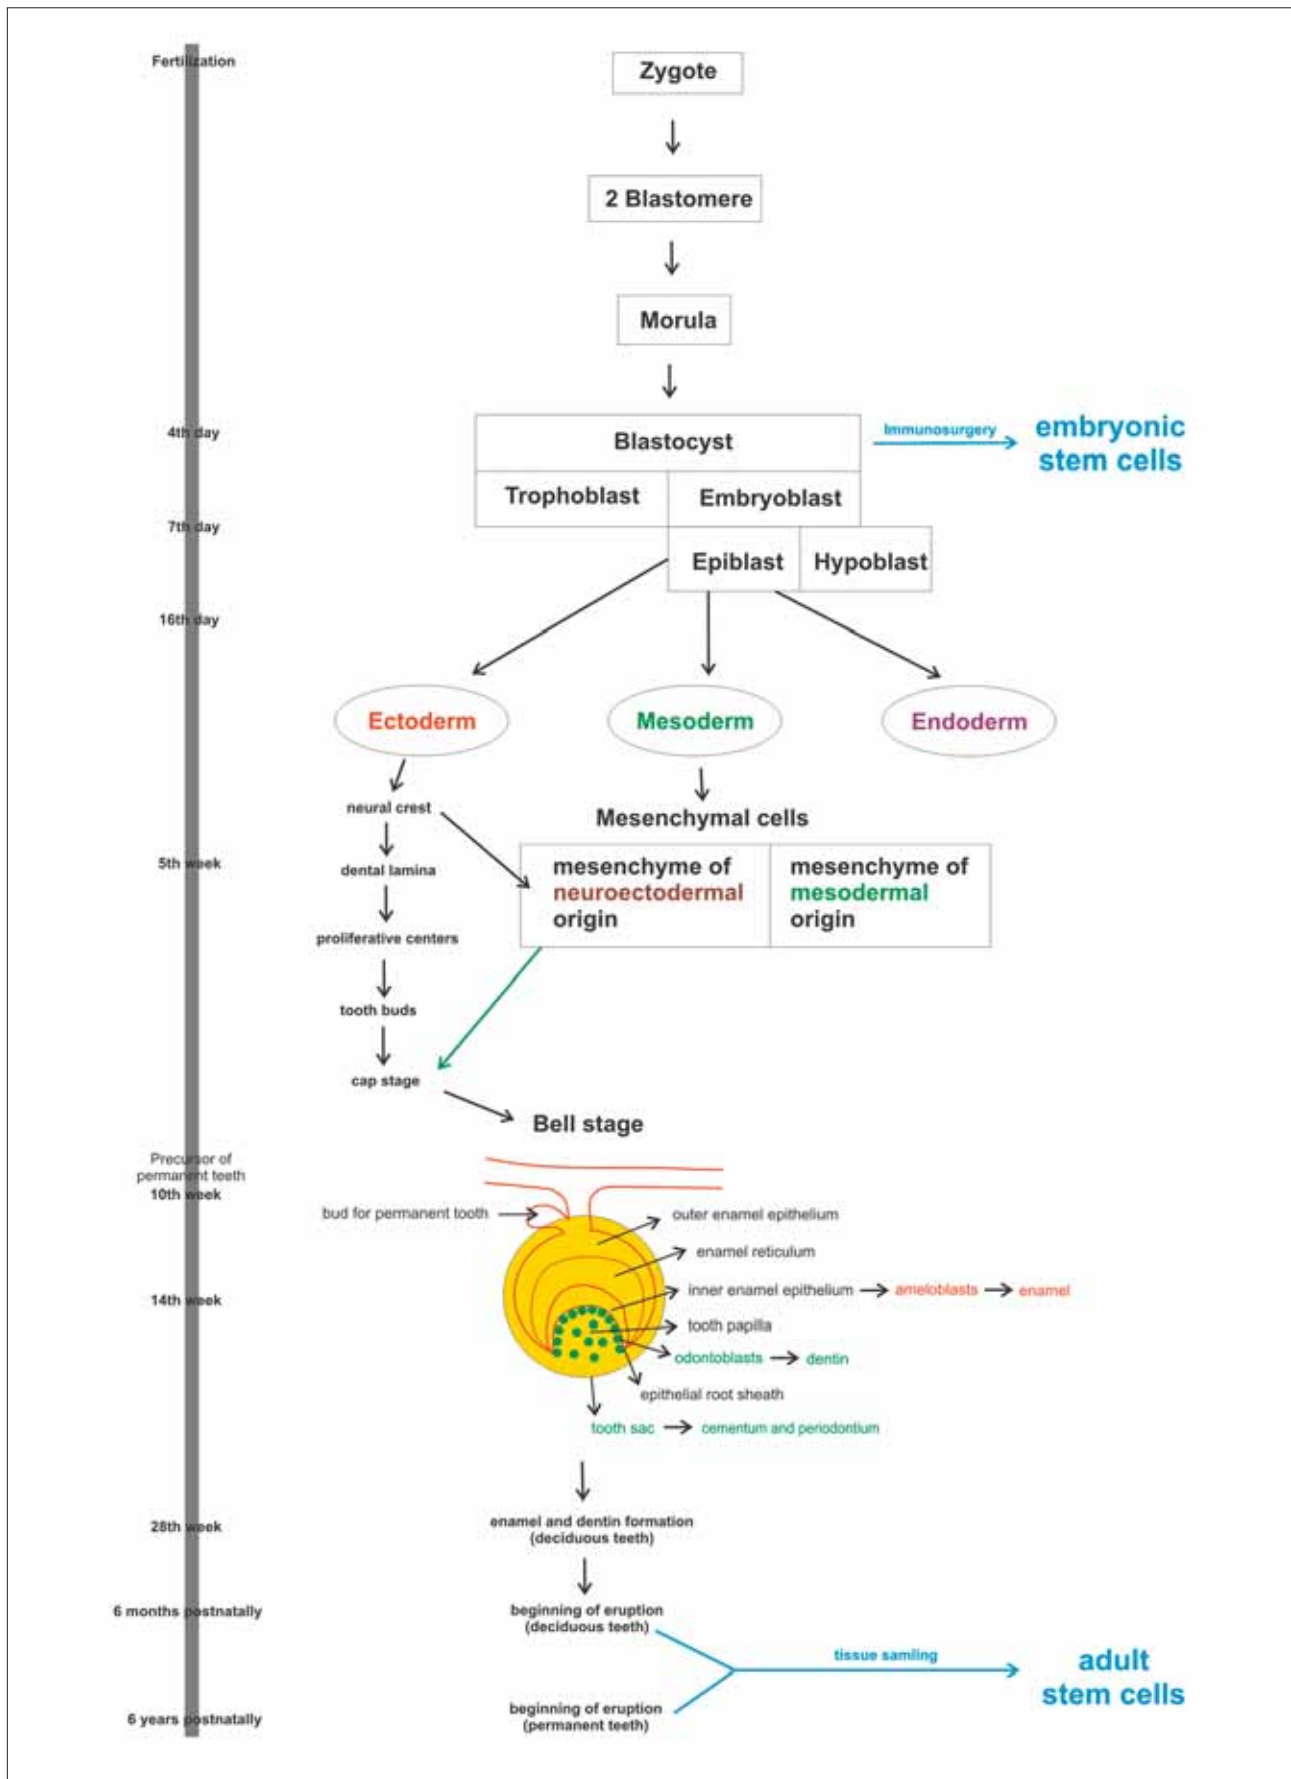 Fertilization
Zygote
2 Blastomere
Morula
4th day
Blastocyst
Immunosurgery
embryonic
stem cells
Trophoblast
Embryoblast
7th day
Epiblast
Hypoblast
16th day
Ectoderm
Mesoderm
Endoderm
neural crest
Mesenchymal cells
5th week
dental lamina
mesenchyme of
neuroectodermal
origin
mesenchyme of
mesodermal
origin
proliferative centers
tooth buds
cap stage
Bell stage
Precursor of
permanent teeth
10th week
bud for permanent tooth
outer enamel epithelium
enamel reticulum
14th week
inner enamel epithelium
ameloblasts
enamel
tooth papilla
odontoblasts
dentin
epithelial root sheath
tooth sac
cementum and periodontium
28th week
enamel and dentin formation
(deciduous teeth)
6 months postnatally
beginning of eruption
(deciduous teeth)
tissue samling
adult
stem cells
6 years postnatally
beginning of eruption
(permanent teeth)